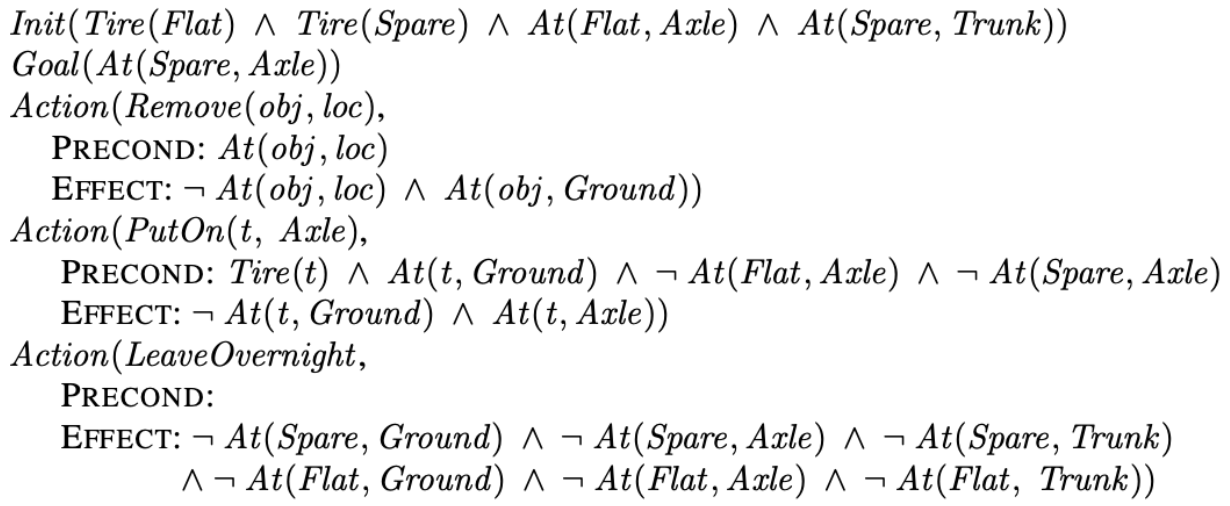 Init(Tire(Flat) ∧ Tire(Spare) ∧ At(Flat, Axle) ∧ At(Spare, Trunk))
Goal(At(Spare, Axle))
Action(Remove(obj, loc),
PRECOND: At(obj, loc)
EFFECT: ¬ At(obj, loc) ∧ At(obj, Ground))
Action(PutOn(t, Axle),
PRECOND: Tire(t) ∧ At(t, Ground) ∧ ¬ At(Flat, Axle) ∧ ¬ At(Spare, Axle)
EFFECT: ¬ At(t, Ground) ∧ At(t, Axle))
Action(LeaveOvernight,
PRECOND:
EFFECT: ¬ At(Spare, Ground) ∧ ¬ At(Spare, Axle) ∧ ¬ At(Spare, Trunk)
∧ ¬ At(Flat, Ground) ∧ ¬ At(Flat, Axle) ∧ ¬ At(Flat, Trunk))